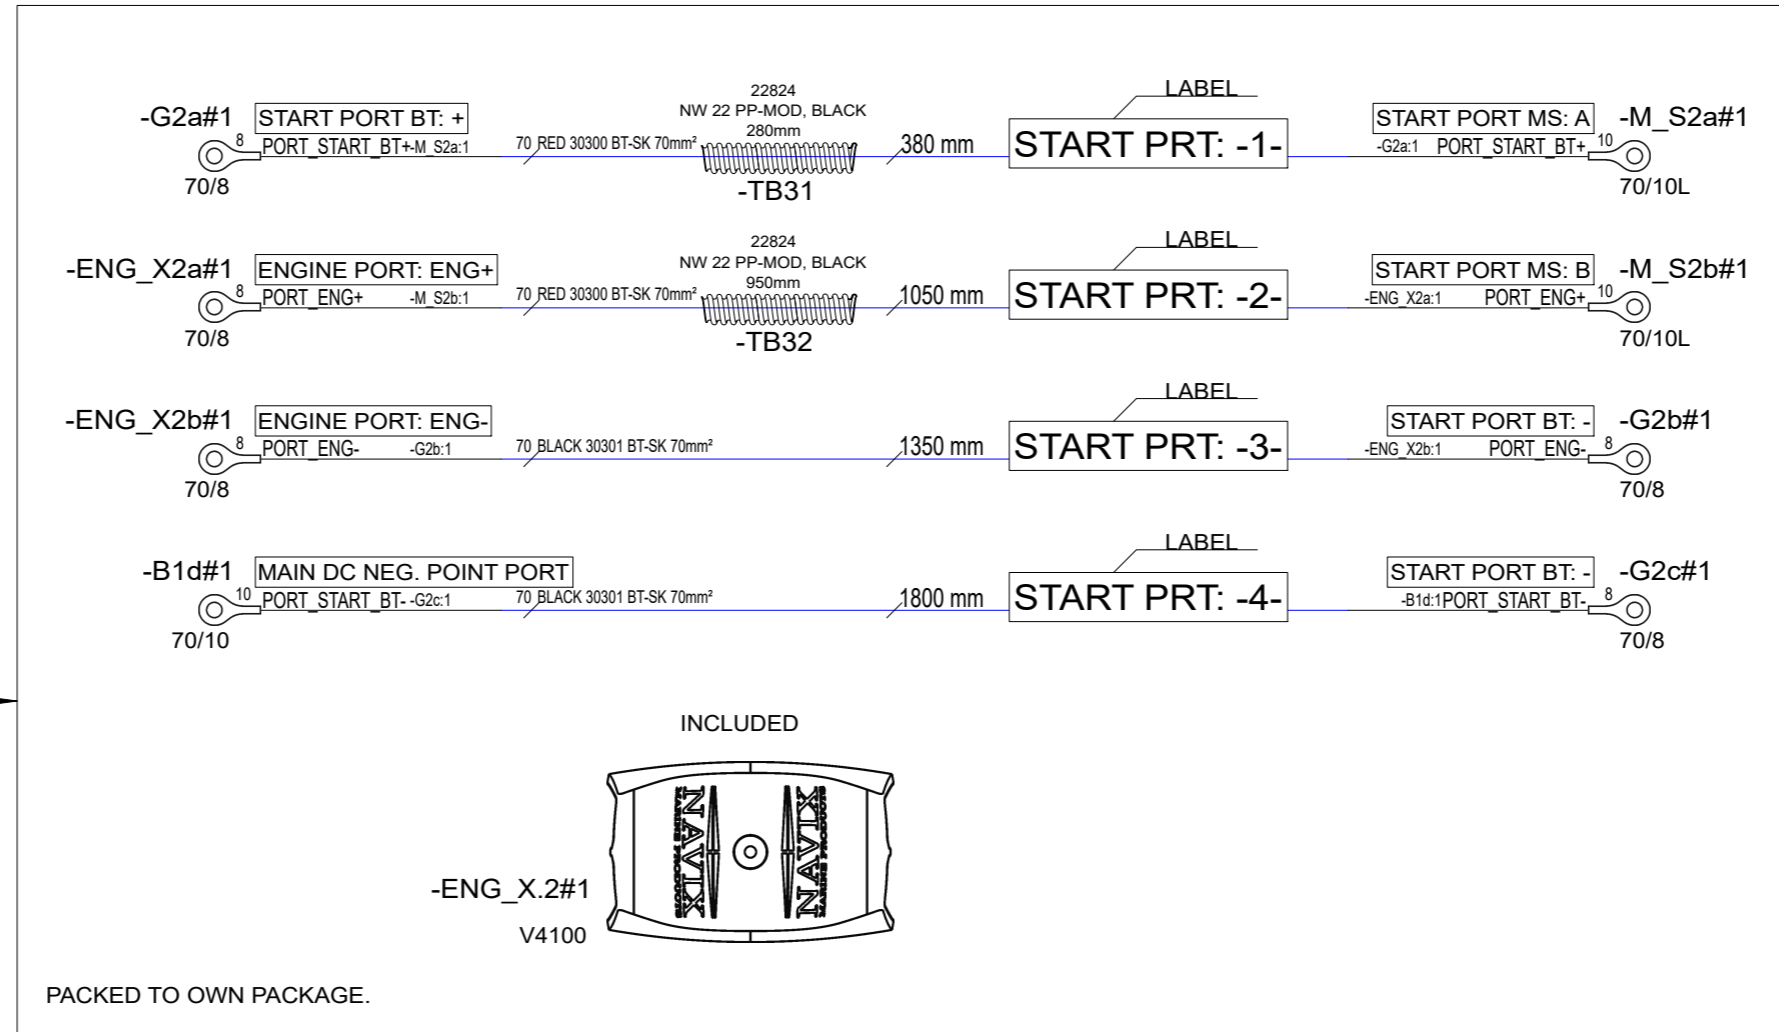 22824
LABEL
NW 22 PP-MOD, BLACK
-G2a#1 START PORT BT: + 280mm START PORT MS: A -M_S2a#1
8 PORT_START_BT+ -M_S2a:1 70 RED 30300 BT-SK 70mm² 380 mm START PRT: -1- -G2a:1 PORT_START_BT+ 10
70/8 -TB31 70/10L
22824
LABEL
NW 22 PP-MOD, BLACK
-ENG_X2a#1 ENGINE PORT: ENG+ 950mm START PORT MS: B -M_S2b#1
8 PORT_ENG+ -M_S2b:1 70 RED 30300 BT-SK 70mm² 1050 mm START PRT: -2- -ENG_X2a:1 PORT_ENG+ 10
70/8 -TB32 70/10L
LABEL
-ENG_X2b#1 ENGINE PORT: ENG- START PORT BT: - -G2b#1
8 PORT_ENG- -G2b:1 70 BLACK 30301 BT-SK 70mm² 1350 mm START PRT: -3- -ENG_X2b:1 PORT_ENG- 8
70/8 70/8
LABEL
-B1d#1 MAIN DC NEG. POINT PORT START PORT BT: - -G2c#1
10 PORT_START_BT- -G2c:1 70 BLACK 30301 BT-SK 70mm² 1800 mm START PRT: -4- -B1d:1 PORT_START_BT- 8
70/10 70/8
INCLUDED
NAVIX
MARINE PRODUCTS
NAVIX
MARINE PRODUCTS
-ENG_X.2#1
V4100
PACKED TO OWN PACKAGE.